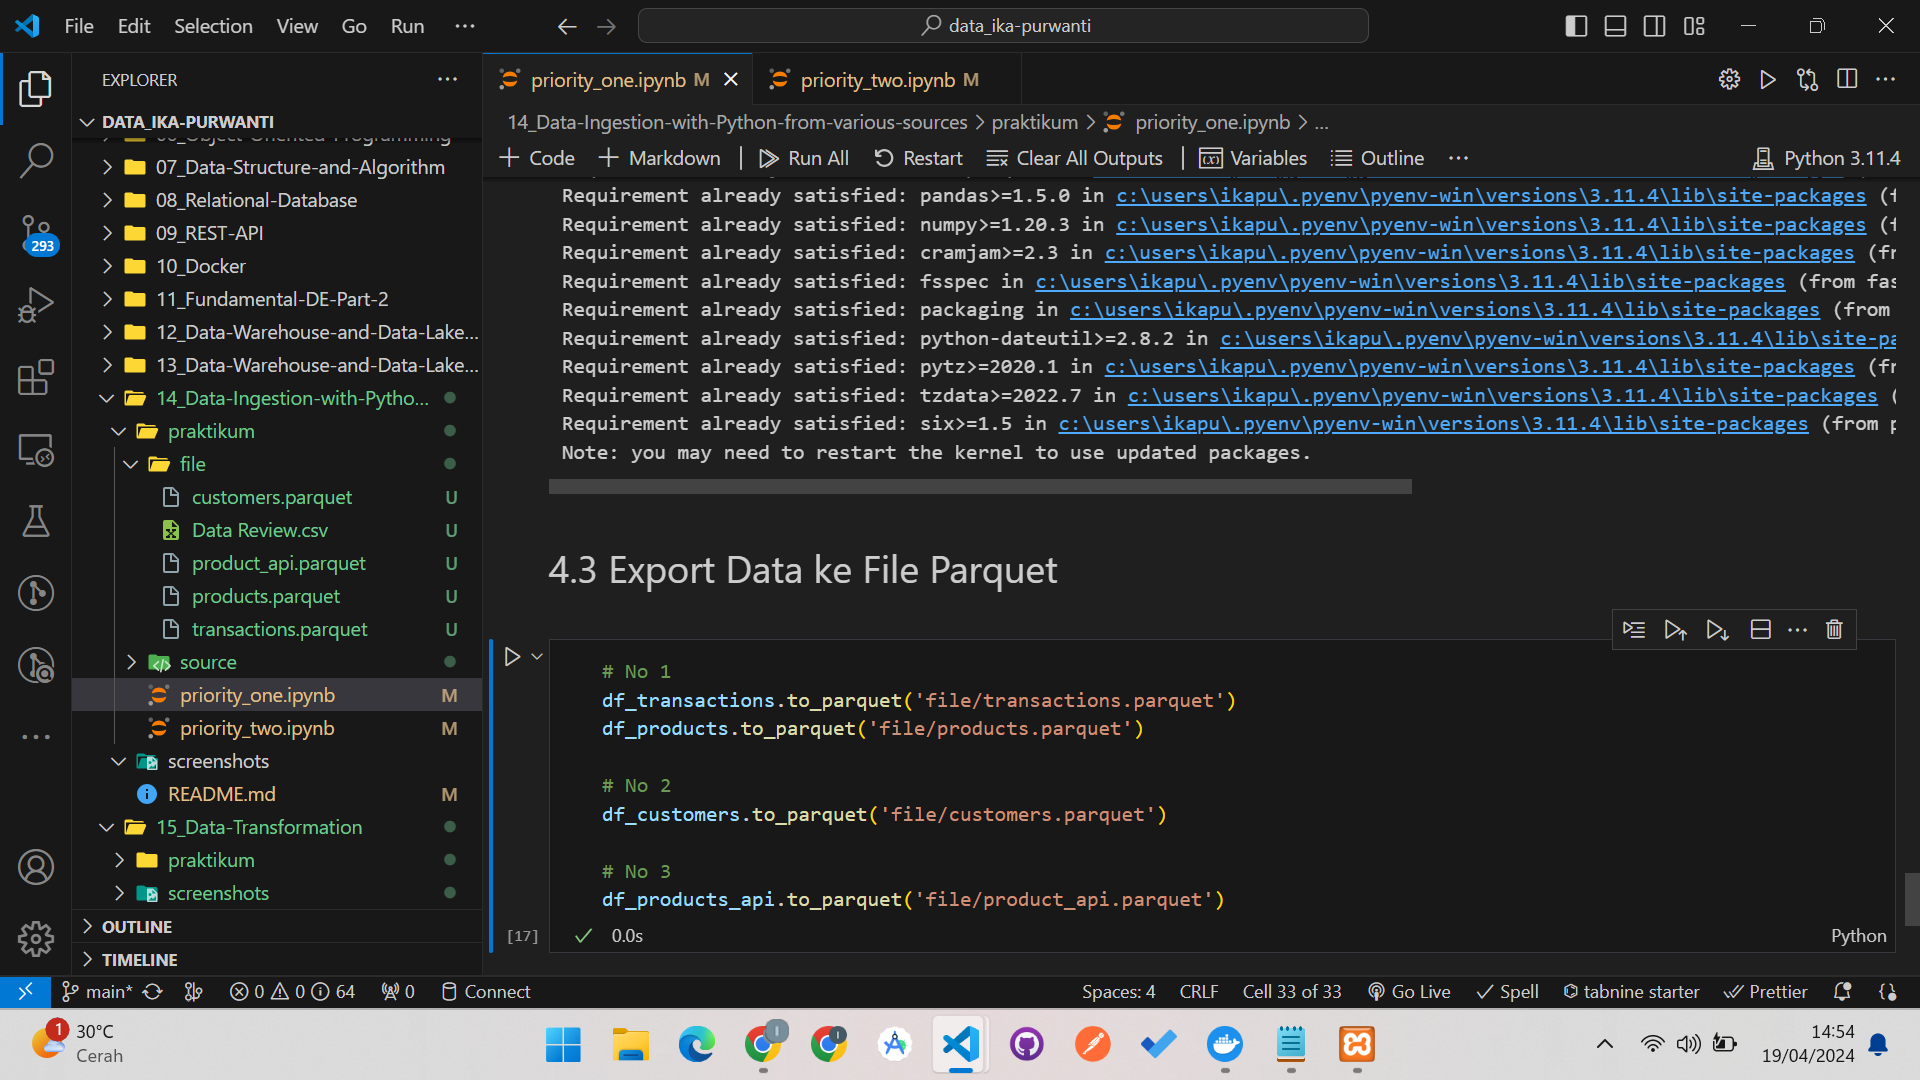 File Edit Selection View Go Run ...
data_ika-purwanti
EXPLORER
DATA_IKA-PURWANTI
06_Object-Oriented-Programming
07_Data-Structure-and-Algorithm
08_Relational-Database
09_REST-API
10_Docker
11_Fundamental-DE-Part-2
12_Data-Warehouse-and-Data-Lake...
13_Data-Warehouse-and-Data-Lake...
14_Data-Ingestion-with-Pytho...
praktikum
file
customers.parquet U
Data Review.csv U
product_api.parquet U
products.parquet U
transactions.parquet U
source
priority_one.ipynb M
priority_two.ipynb M
screenshots
README.md M
15_Data-Transformation
praktikum
screenshots
OUTLINE
TIMELINE
293
priority_one.ipynb M
priority_two.ipynb M
14_Data-Ingestion-with-Python-from-various-sources > praktikum > priority_one.ipynb > ...
+ Code + Markdown | Run All Restart Clear All Outputs | Variables Outline ... Python 3.11.4
Requirement already satisfied: pandas>=1.5.0 in c:\users\ikapu\.pyenv\pyenv-win\versions\3.11.4\lib\site-packages (f
Requirement already satisfied: numpy>=1.20.3 in c:\users\ikapu\.pyenv\pyenv-win\versions\3.11.4\lib\site-packages (f
Requirement already satisfied: cramjam>=2.3 in c:\users\ikapu\.pyenv\pyenv-win\versions\3.11.4\lib\site-packages (fr
Requirement already satisfied: fsspec in c:\users\ikapu\.pyenv\pyenv-win\versions\3.11.4\lib\site-packages (from fas
Requirement already satisfied: packaging in c:\users\ikapu\.pyenv\pyenv-win\versions\3.11.4\lib\site-packages (from
Requirement already satisfied: python-dateutil>=2.8.2 in c:\users\ikapu\.pyenv\pyenv-win\versions\3.11.4\lib\site-pa
Requirement already satisfied: pytz>=2020.1 in c:\users\ikapu\.pyenv\pyenv-win\versions\3.11.4\lib\site-packages (fr
Requirement already satisfied: tzdata>=2022.7 in c:\users\ikapu\.pyenv\pyenv-win\versions\3.11.4\lib\site-packages (
Requirement already satisfied: six>=1.5 in c:\users\ikapu\.pyenv\pyenv-win\versions\3.11.4\lib\site-packages (from p
Note: you may need to restart the kernel to use updated packages.
4.3 Export Data ke File Parquet
# No 1
df_transactions.to_parquet('file/transactions.parquet')
df_products.to_parquet('file/products.parquet')
# No 2
df_customers.to_parquet('file/customers.parquet')
# No 3
df_products_api.to_parquet('file/product_api.parquet')
[17] 0.0s Python
main* 0 0 64 0 Connect Spaces: 4 CRLF Cell 33 of 33 Go Live Spell tabnine starter Prettier
1 30°C
Cerah
14:54
19/04/2024